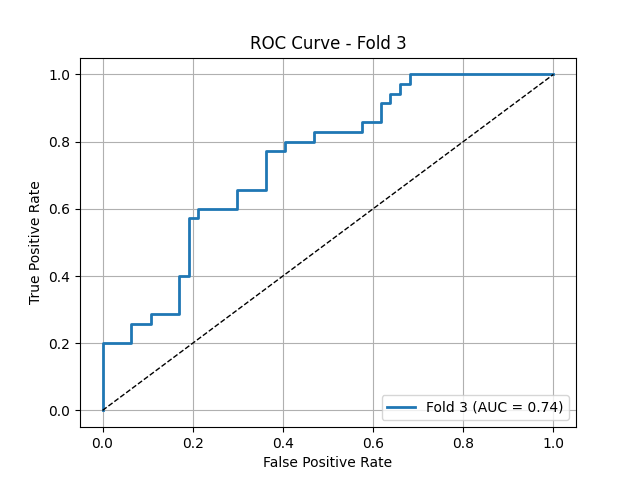 ROC Curve - Fold 3
1.0
0.8
0.6
0.4
0.2
0.0
True Positive Rate
0.0 0.2 0.4 0.6 0.8 1.0
False Positive Rate
Fold 3 (AUC = 0.74)